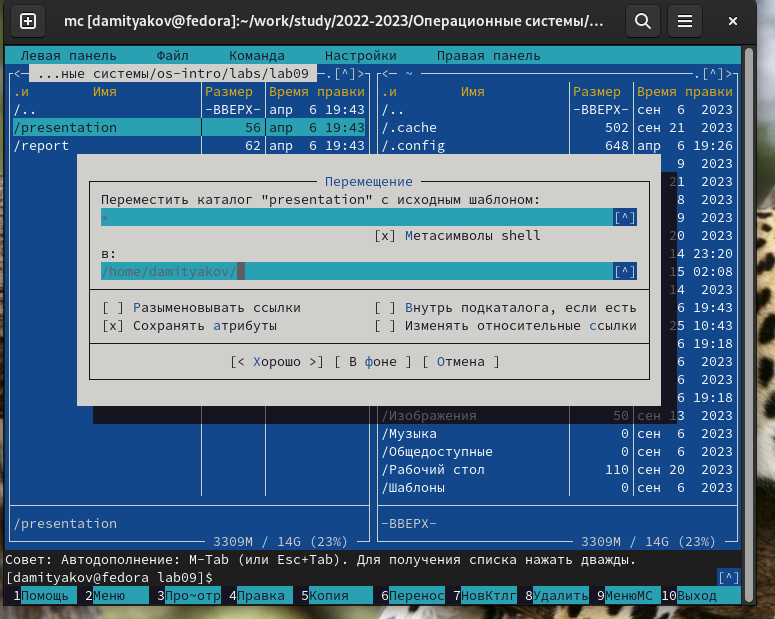 mc [damityakov@fedora]:~/work/study/2022-2023/Операционные системы/...
Левая панель Файл Команда Настройки Правая панель
<— ...ные системы/os-intro/labs/lab09 —.[^]> <— ~ —.[^]>
.и Имя Размер Время правки .и Имя Размер Время правки
/.. -ВВЕРХ- апр 6 19:43 /.. -ВВЕРХ- сен 6 2023
/presentation 56 апр 6 19:43 /.cache 502 сен 21 2023
/report 62 апр 6 19:43 /.config 648 апр 6 19:26
9 2023
Перемещение 21 2023
Переместить каталог "presentation" с исходным шаблоном: 8 2023
* [^] 9 2023
[x] Метасимволы shell 20 2023
в: 14 23:20
/home/damityakov/ [^] 15 02:08
14 2023
[ ] Разыменовывать ссылки [ ] Внутрь подкаталога, если есть 6 19:43
[x] Сохранять атрибуты [ ] Изменять относительные ссылки 25 10:43
6 19:18
[< Хорошо >] [ В фоне ] [ Отмена ] 6 2023
6 2023
6 19:18
/Изображения 50 сен 13 2023
/Музыка 0 сен 6 2023
/Общедоступные 0 сен 6 2023
/Рабочий стол 110 сен 20 2023
/Шаблоны 0 сен 6 2023
/presentation -ВВЕРХ-
3309M / 14G (23%) 3309M / 14G (23%)
Совет: Автодополнение: M-Tab (или Esc+Tab). Для получения списка нажать дважды.
[damityakov@fedora lab09]$ [^]
1Помощь 2Меню 3Про~отр 4Правка 5Копия 6Перенос 7НовКтлг 8Удалить 9МенюMC 10Выход